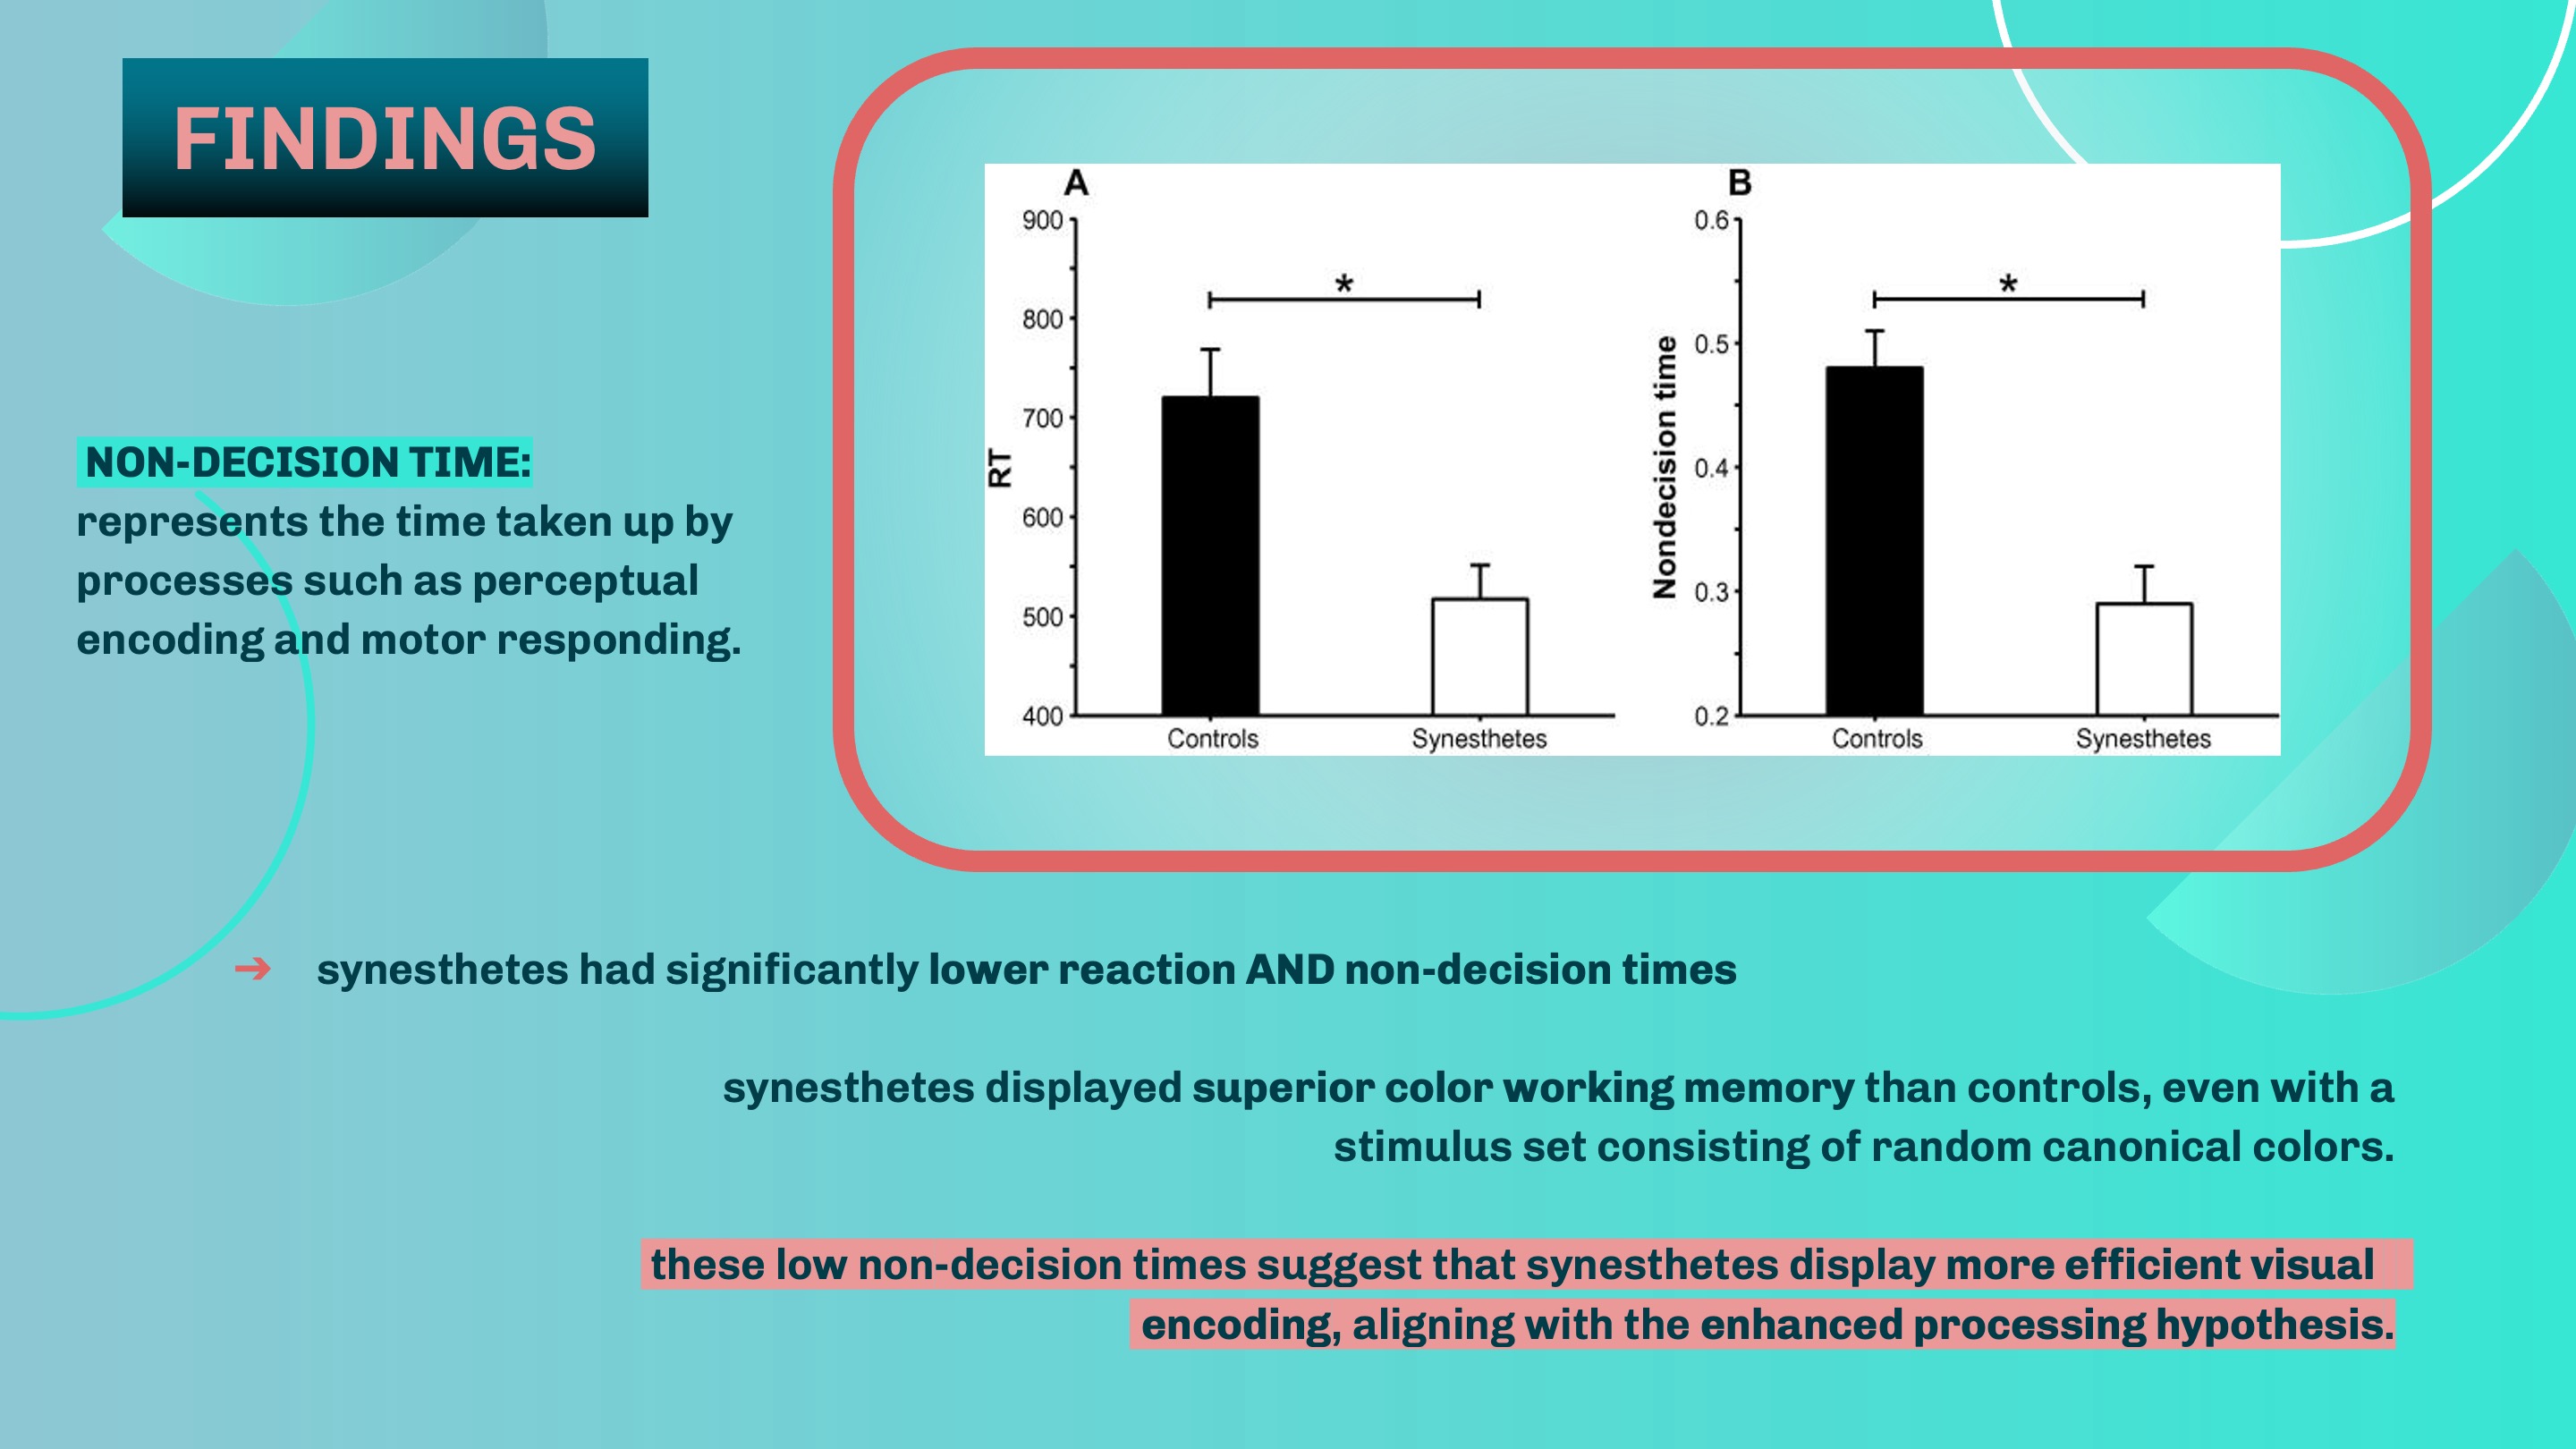 FINDINGS
NON-DECISION TIME:
represents the time taken up by
processes such as perceptual
encoding and motor responding.
A
900
800
700
600
500
400
RT
*
Controls
Synesthetes
B
0.6
0.5
0.4
0.3
0.2
Nondecision time
*
Controls
Synesthetes
➔ synesthetes had significantly lower reaction AND non-decision times
synesthetes displayed superior color working memory than controls, even with a
stimulus set consisting of random canonical colors.
these low non-decision times suggest that synesthetes display more efficient visual
encoding, aligning with the enhanced processing hypothesis.